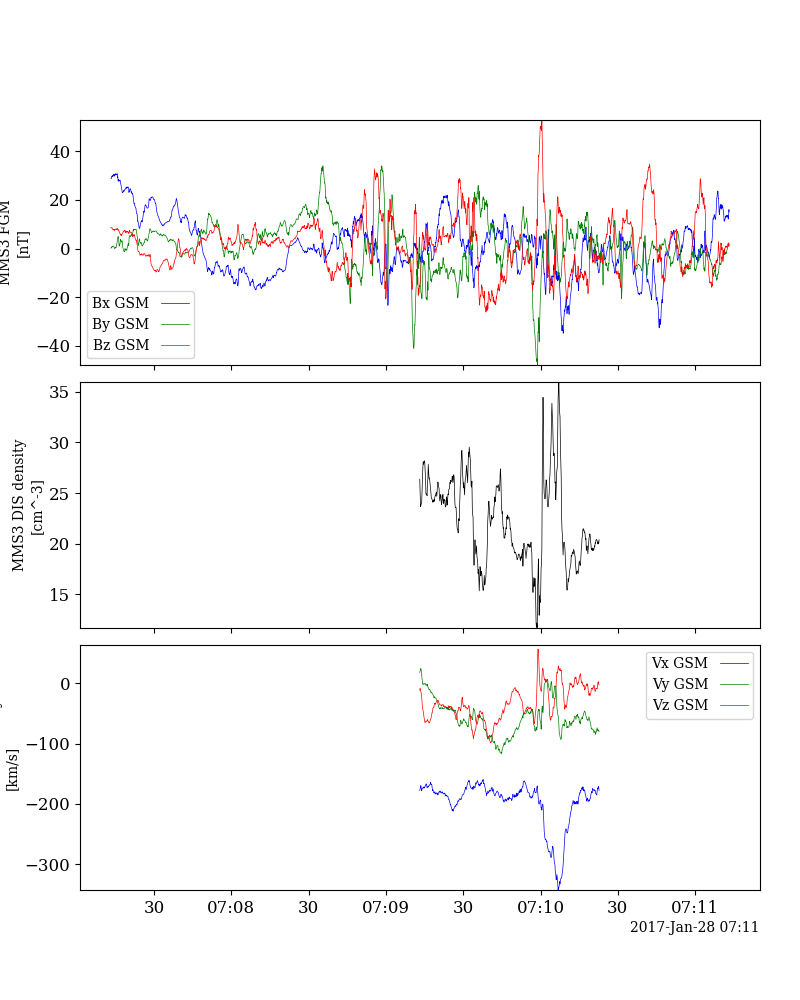 MMS3 FGM
[nT]
40
20
0
−20
−40
Bx GSM
By GSM
Bz GSM
MMS3 DIS density
[cm^-3]
35
30
25
20
15
[km/s]
0
−100
−200
−300
Vx GSM
Vy GSM
Vz GSM
30 07:08 30 07:09 30 07:10 30 07:11
2017-Jan-28 07:11